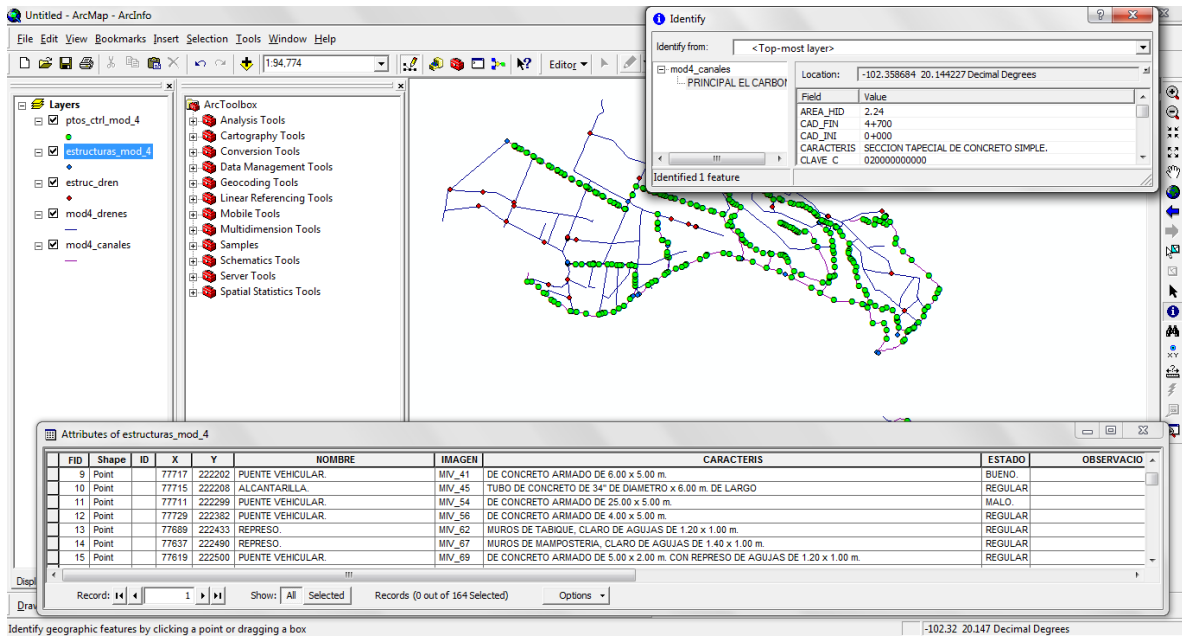 Untitled - ArcMap - ArcInfo
File Edit View Bookmarks Insert Selection Tools Window Help
1:94,774
Editor
Layers
ptos_ctrl_mod_4
estructuras_mod_4
estruc_dren
mod4_drenes
mod4_canales
ArcToolbox
Analysis Tools
Cartography Tools
Conversion Tools
Data Management Tools
Geocoding Tools
Linear Referencing Tools
Mobile Tools
Multidimension Tools
Samples
Schematics Tools
Server Tools
Spatial Statistics Tools
Identify
Identify from: <Top-most layer>
mod4_canales
PRINCIPAL EL CARBON
Location: -102.358684 20.144227 Decimal Degrees
Field Value
AREA_HID 2.24
CAD_FIN 4+700
CAD_INI 0+000
CARACTERIS SECCION TAPECIAL DE CONCRETO SIMPLE.
CLAVE_C 020000000000
Identified 1 feature
XY
Attributes of estructuras_mod_4
FID Shape ID X Y NOMBRE IMAGEN CARACTERIS ESTADO OBSERVACIO
9 Point 77717 222202 PUENTE VEHICULAR. MIV_41 DE CONCRETO ARMADO DE 6.00 x 5.00 m. BUENO.
10 Point 77715 222208 ALCANTARILLA. MIV_45 TUBO DE CONCRETO DE 34" DE DIAMETRO x 6.00 m. DE LARGO REGULAR
11 Point 77711 222299 PUENTE VEHICULAR. MIV_54 DE CONCRETO ARMADO DE 25.00 x 5.00 m. MALO.
12 Point 77729 222382 PUENTE VEHICULAR. MIV_56 DE CONCRETO ARMADO DE 4.00 x 5.00 m. REGULAR
13 Point 77689 222433 REPRESO. MIV_62 MUROS DE TABIQUE, CLARO DE AGUJAS DE 1.20 x 1.00 m. REGULAR
14 Point 77637 222490 REPRESO. MIV_67 MUROS DE MAMPOSTERIA, CLARO DE AGUJAS DE 1.40 x 1.00 m. REGULAR
15 Point 77619 222500 PUENTE VEHICULAR. MIV_69 DE CONCRETO ARMADO DE 5.00 x 2.00 m. CON REPRESO DE AGUJAS DE 1.20 x 1.00 m. REGULAR
Displ
Record: 1 Show: All Selected Records (0 out of 164 Selected) Options
Drav
Identify geographic features by clicking a point or dragging a box
-102.32 20.147 Decimal Degrees